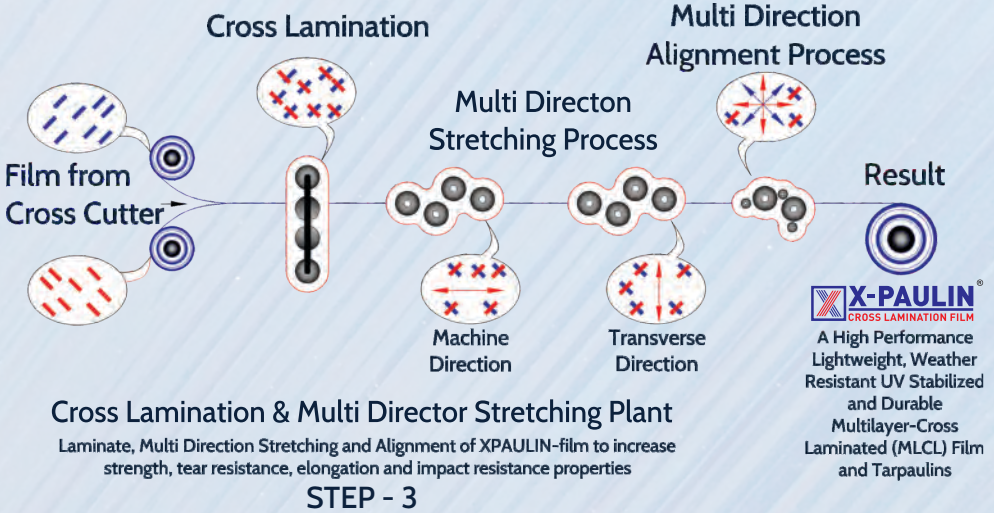 Cross Lamination
Multi Direction
Alignment Process
Multi Directon
Stretching Process
Film from
Cross Cutter
Result
Machine
Direction
Transverse
Direction
X-PAULIN®
CROSS LAMINATION FILM
A High Performance
Lightweight, Weather
Resistant UV Stabilized
and Durable
Multilayer-Cross
Laminated (MLCL) Film
and Tarpaulins
Cross Lamination & Multi Director Stretching Plant
Laminate, Multi Direction Stretching and Alignment of XPAULIN-film to increase
strength, tear resistance, elongation and impact resistance properties
STEP - 3